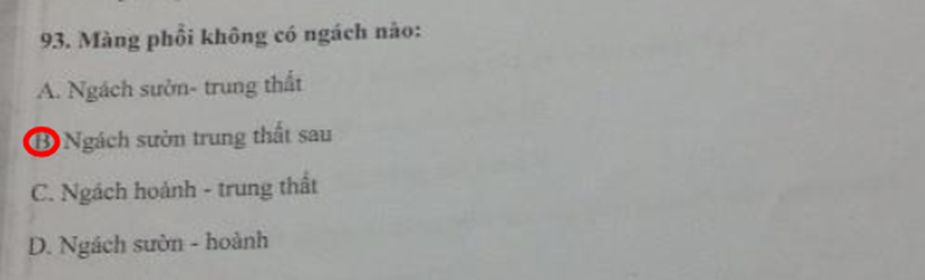 93. Màng phổi không có ngách nào:
A. Ngách sườn- trung thất
B Ngách sườn trung thất sau
C. Ngách hoành - trung thất
D. Ngách sườn - hoành